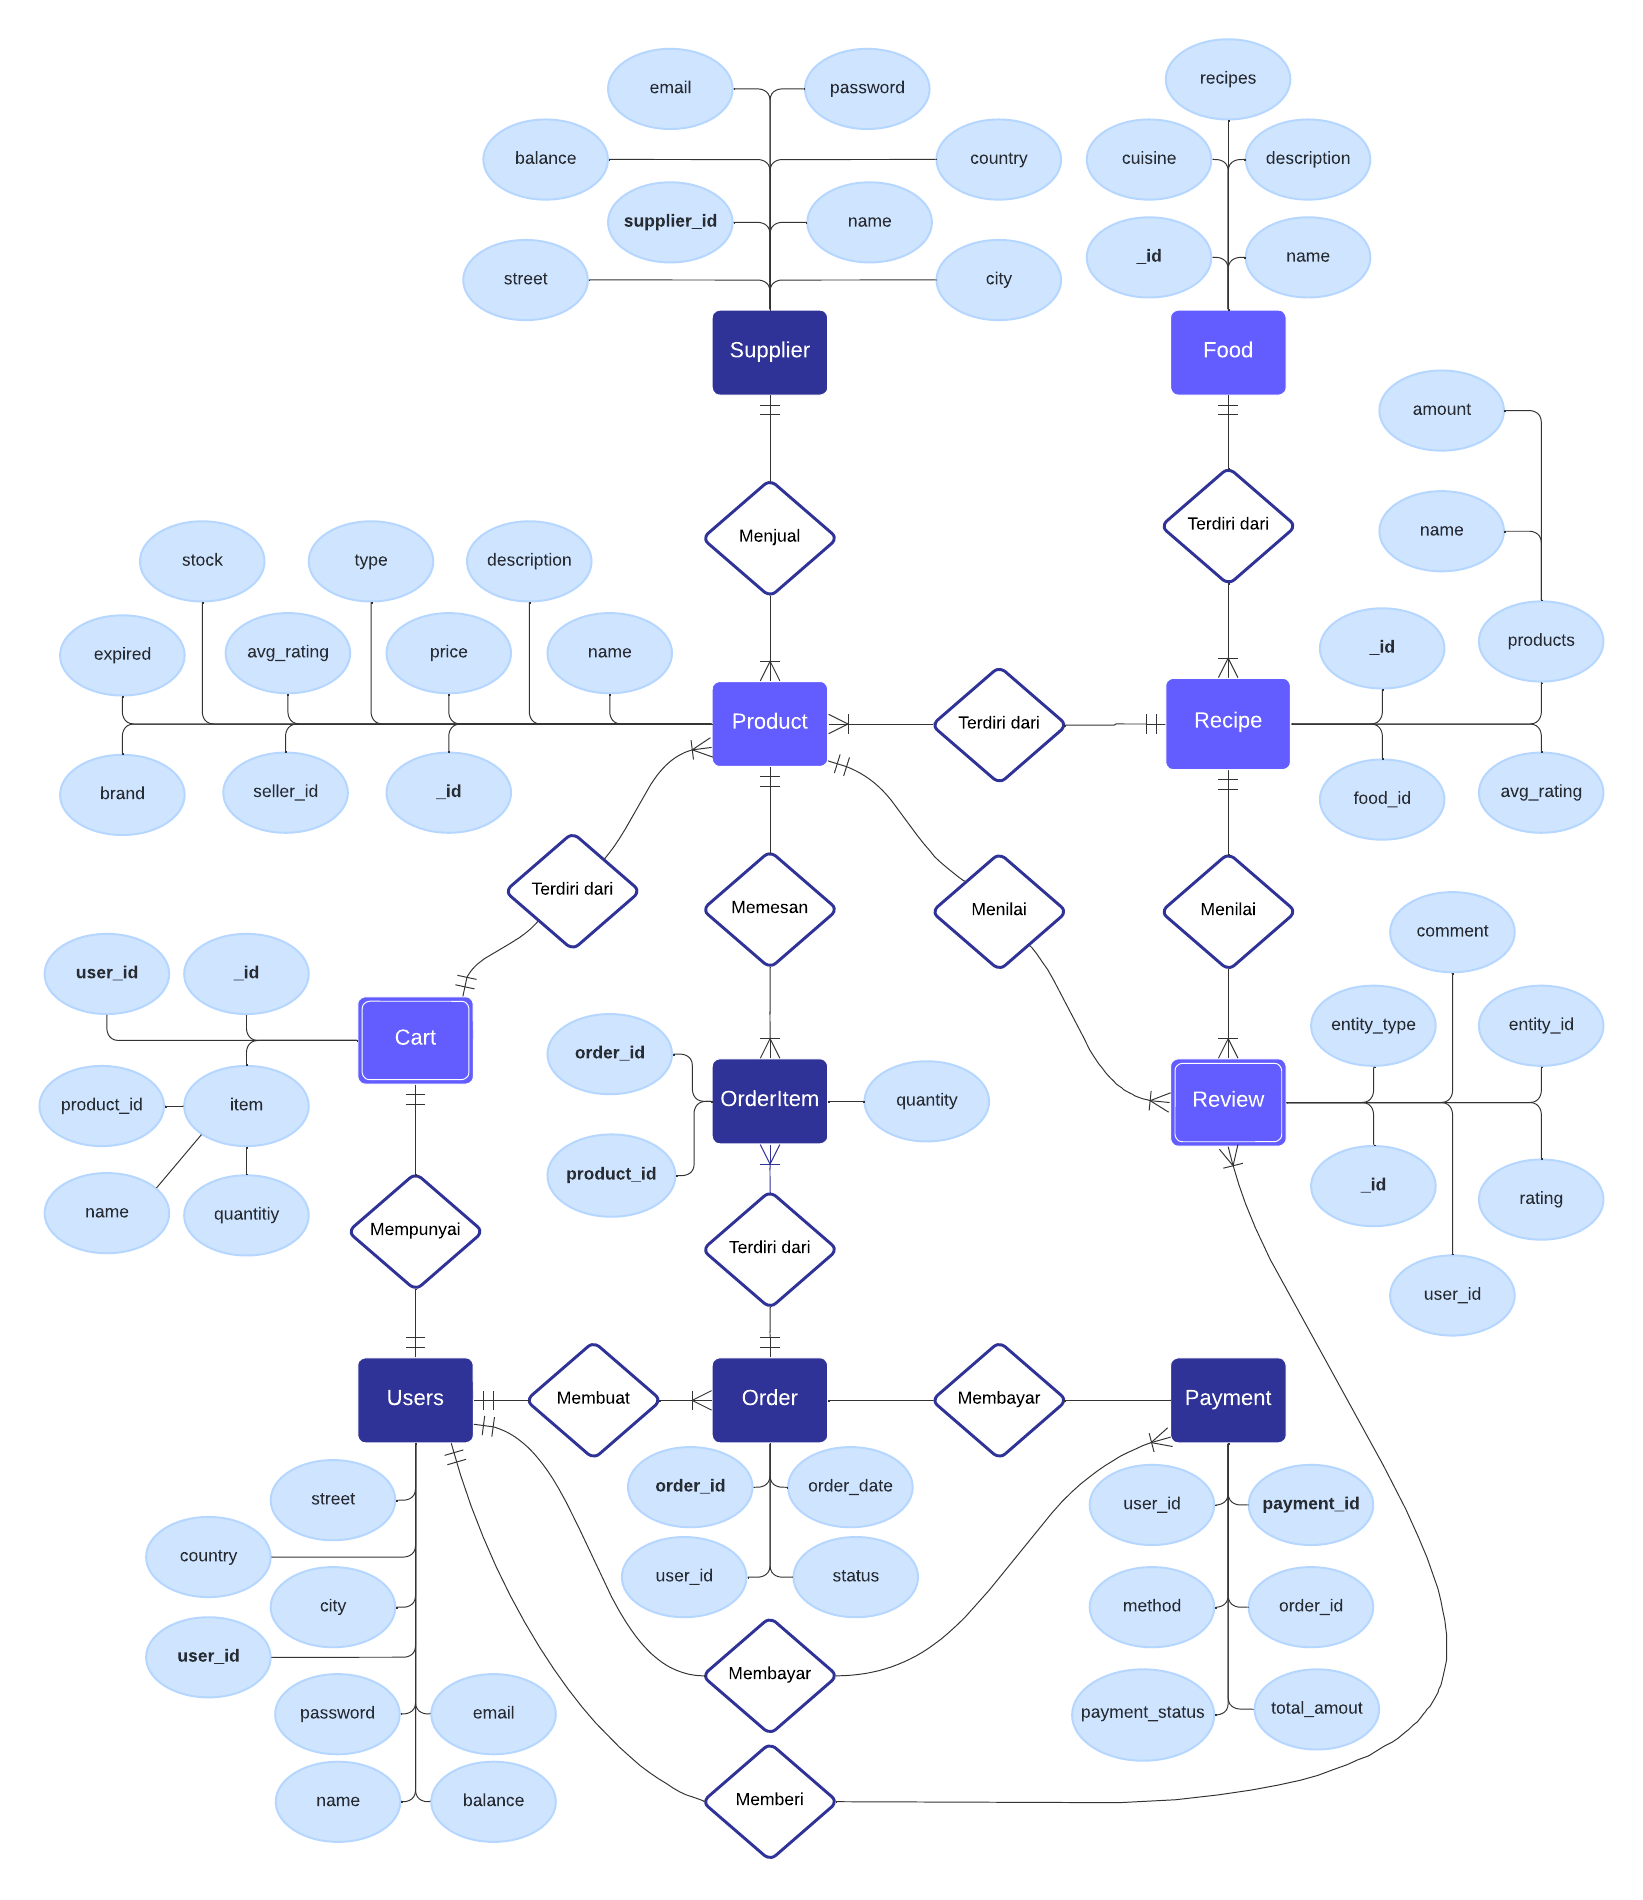 recipes
email
password
balance
country
cuisine
description
supplier_id
name
_id
name
street
city
Supplier
Food
amount
Menjual
Terdiri dari
name
stock
type
description
expired
avg_rating
price
name
_id
products
Product
Terdiri dari
Recipe
brand
seller_id
_id
food_id
avg_rating
Terdiri dari
Memesan
Menilai
Menilai
comment
user_id
_id
entity_type
entity_id
Cart
order_id
product_id
item
OrderItem
quantity
Review
product_id
_id
rating
name
quantitiy
Mempunyai
Terdiri dari
user_id
Users
Membuat
Order
Membayar
Payment
street
order_id
order_date
user_id
payment_id
country
city
user_id
status
method
order_id
user_id
Membayar
password
email
payment_status
total_amout
name
balance
Memberi